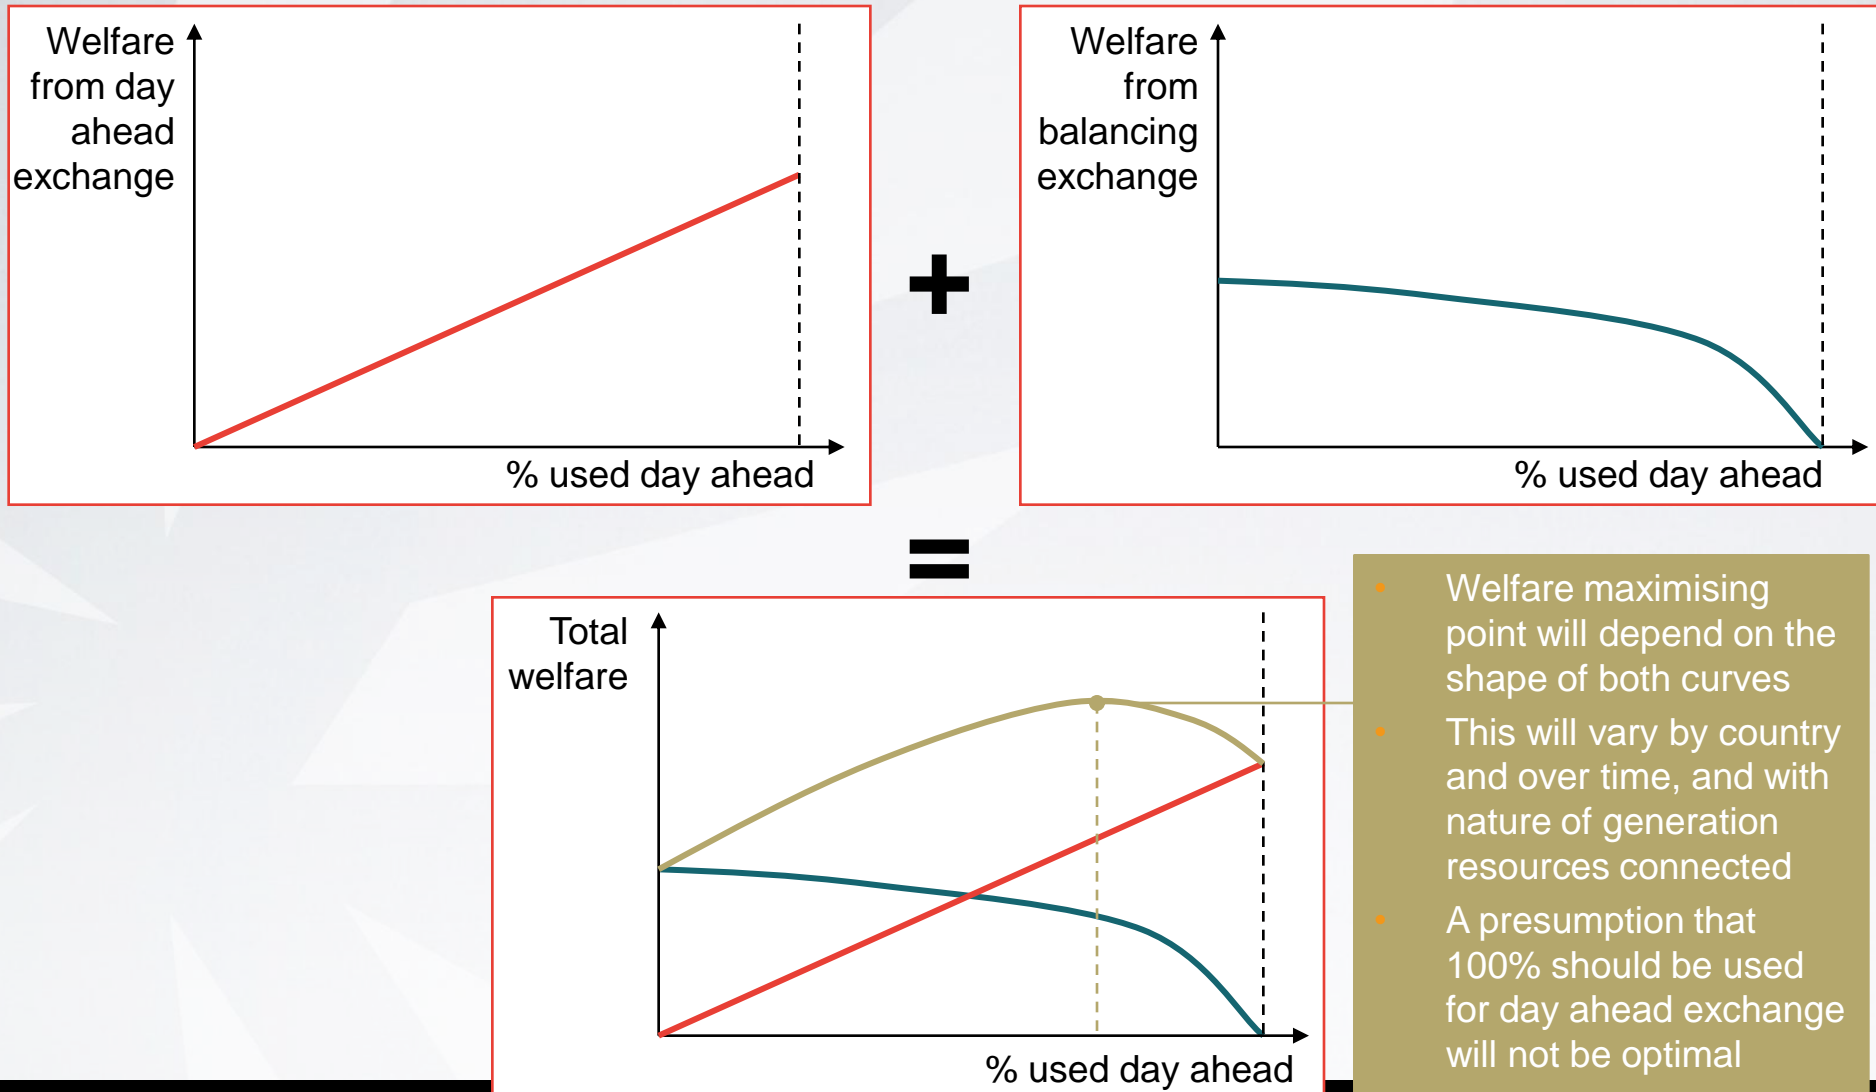 Welfare
from day
ahead
exchange
% used day ahead
+
Welfare
from
balancing
exchange
% used day ahead
=
Total
welfare
% used day ahead
• Welfare maximising
point will depend on the
shape of both curves
• This will vary by country
and over time, and with
nature of generation
resources connected
• A presumption that
100% should be used
for day ahead exchange
will not be optimal